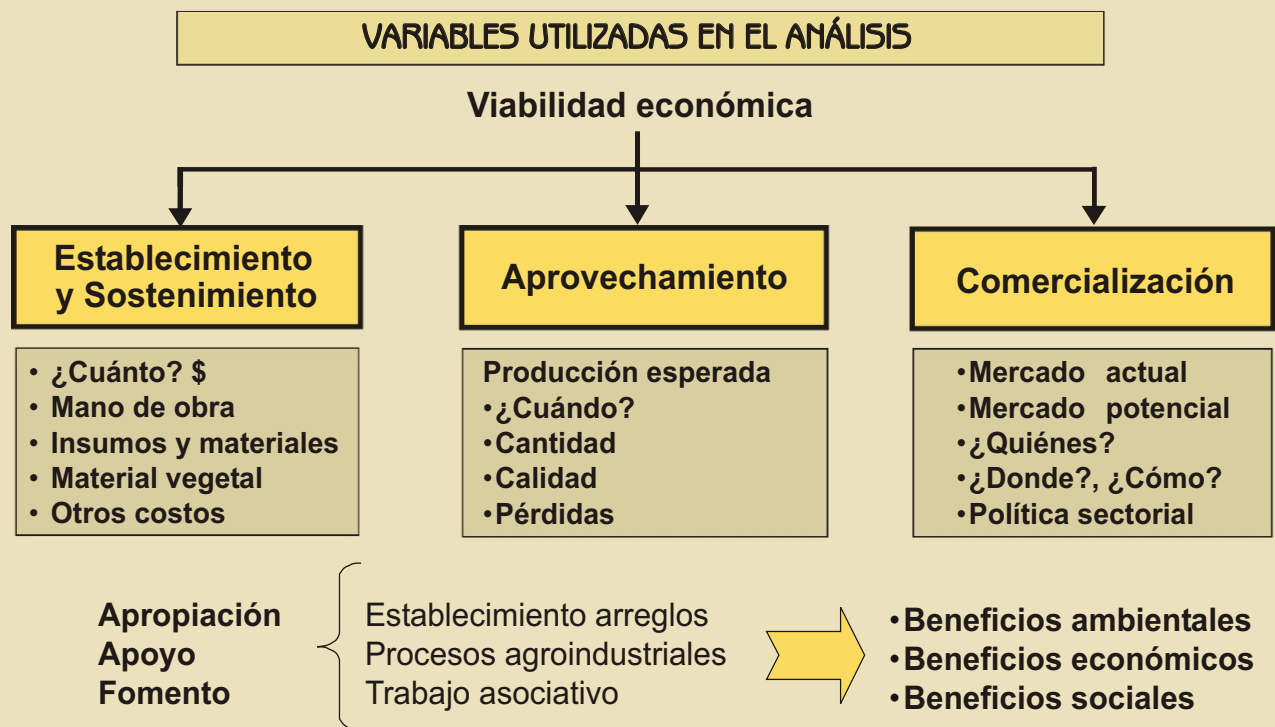 VARIABLES UTILIZADAS EN EL ANÁLISIS
Viabilidad económica
Establecimiento
y Sostenimiento
• ¿Cuánto? $
• Mano de obra
• Insumos y materiales
• Material vegetal
• Otros costos
Aprovechamiento
Producción esperada
•¿Cuándo?
•Cantidad
•Calidad
•Pérdidas
Comercialización
•Mercado actual
•Mercado potencial
•¿Quiénes?
•¿Donde?, ¿Cómo?
•Política sectorial
Apropiación
Apoyo
Fomento
Establecimiento arreglos
Procesos agroindustriales
Trabajo asociativo
•Beneficios ambientales
•Beneficios económicos
•Beneficios sociales